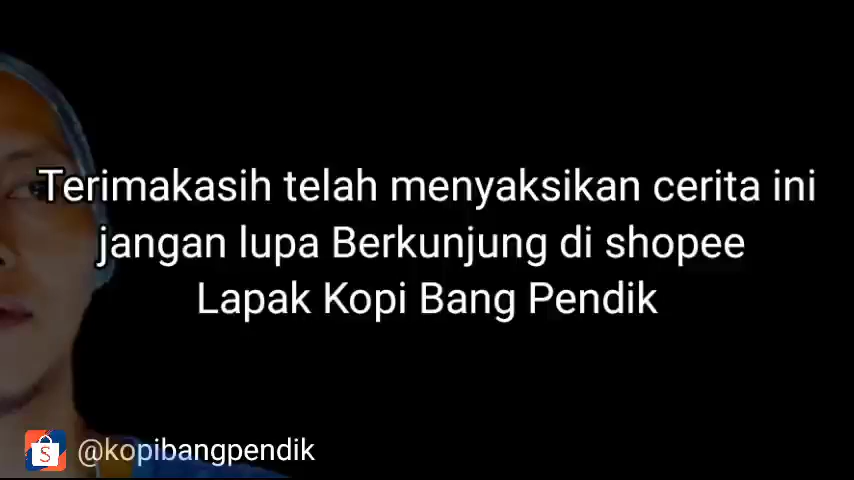 Terimakasih telah menyaksikan cerita ini
jangan lupa Berkunjung di shopee
Lapak Kopi Bang Pendik
@kopibangpendik